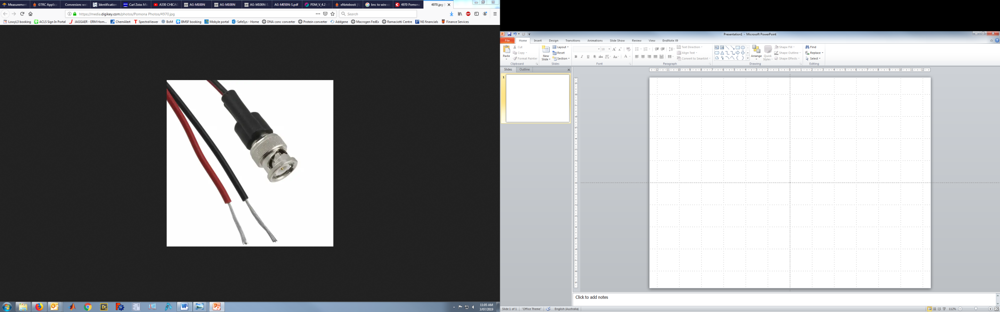 Measurement GTRC Applica Conversion: we Identification Carl Zeiss Mi A330 CHICAG AG-M100N AG-M100N AG-M100N-S AG-M050N-S.pdf PDM_V_4.2 - eNotebook | bnc to wire c 4970 Pomona 4970.jpg
https://media.digikey.com/photos/Pomona Photos/4970.jpg Search
LowyL3 booking ACLS Sign In Portal JAGGAER - ERM Hom... ChemAlert SpectraViewer BoM BMSF booking Mobyle portal SafeSys - Home DNA conc converter Protein converter Addgene Macrogen FedEx Ramaciotti Centre NS financials Finance Services
11:05 AM
3/07/2019
Presentation1 - Microsoft PowerPoint
File Home Insert Design Transitions Animations Slide Show Review View EndNote X9
Paste Cut Copy Format Painter
Clipboard
New Slide Layout Reset Section
Slides
18
B I U S abc AV Aa A
Font
Text Direction Align Text Convert to SmartArt
Paragraph
Arrange Quick Styles Shape Fill Shape Outline Shape Effects
Drawing
Find Replace Select
Editing
Slides Outline
1
Click to add notes
Slide 1 of 1 "Office Theme" English (Australia) 112%